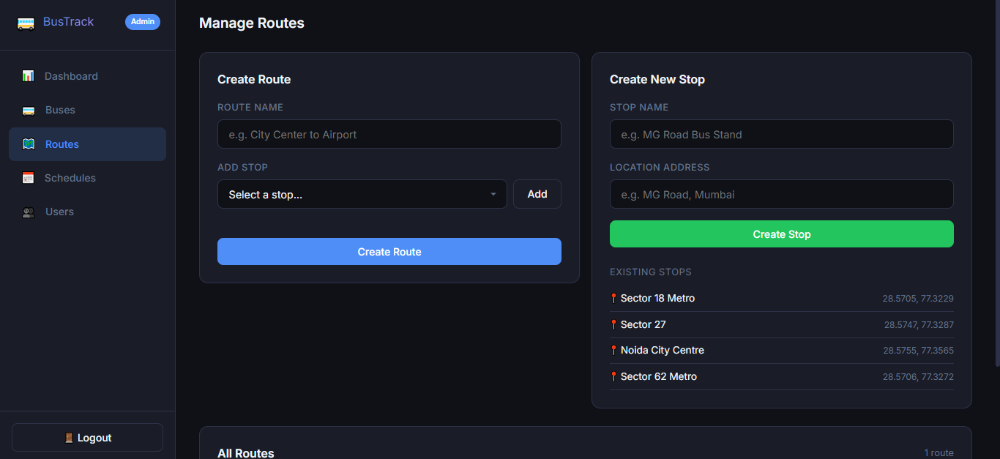 BusTrack Admin
Dashboard
Buses
Routes
Schedules
Users
Logout
Manage Routes
Create Route
ROUTE NAME
e.g. City Center to Airport
ADD STOP
Select a stop...
Add
Create Route
Create New Stop
STOP NAME
e.g. MG Road Bus Stand
LOCATION ADDRESS
e.g. MG Road, Mumbai
Create Stop
EXISTING STOPS
Sector 18 Metro 28.5705, 77.3229
Sector 27 28.5747, 77.3287
Noida City Centre 28.5755, 77.3565
Sector 62 Metro 28.5706, 77.3272
All Routes 1 route